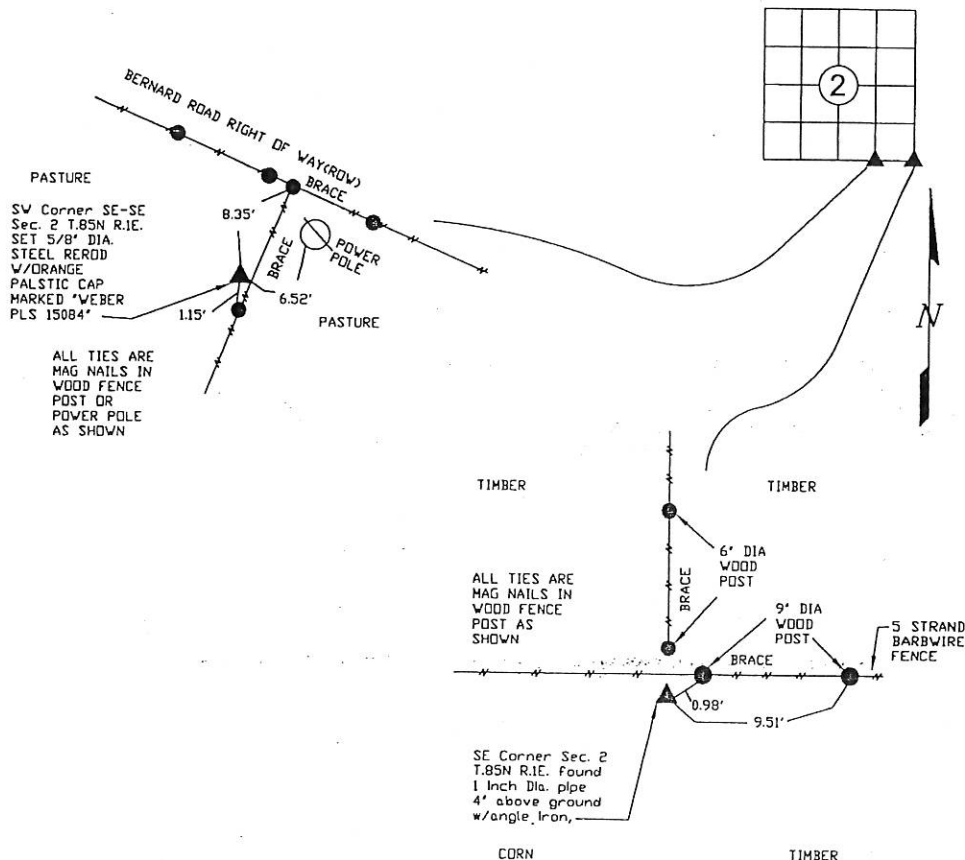 2
BERNARD ROAD RIGHT OF WAY(ROW)
PASTURE
BRACE
SW Corner SE-SE
Sec. 2 T.85N R.1E.
SET 5/8" DIA.
STEEL REROD
W/ORANGE
PALSTIC CAP
MARKED "WEBER
PLS 15084"
8.35'
BRACE
POWER
POLE
6.52'
1.15'
PASTURE
N
ALL TIES ARE
MAG NAILS IN
WOOD FENCE
POST OR
POWER POLE
AS SHOWN
TIMBER
TIMBER
6" DIA
WOOD
POST
ALL TIES ARE
MAG NAILS IN
WOOD FENCE
POST AS
SHOWN
BRACE
9" DIA
WOOD
POST
5 STRAND
BARBWIRE
FENCE
BRACE
0.98'
9.51'
SE Corner Sec. 2
T.85N R.1E. found
1 Inch Dia. pipe
4" above ground
w/angle Iron,
CORN
TIMBER